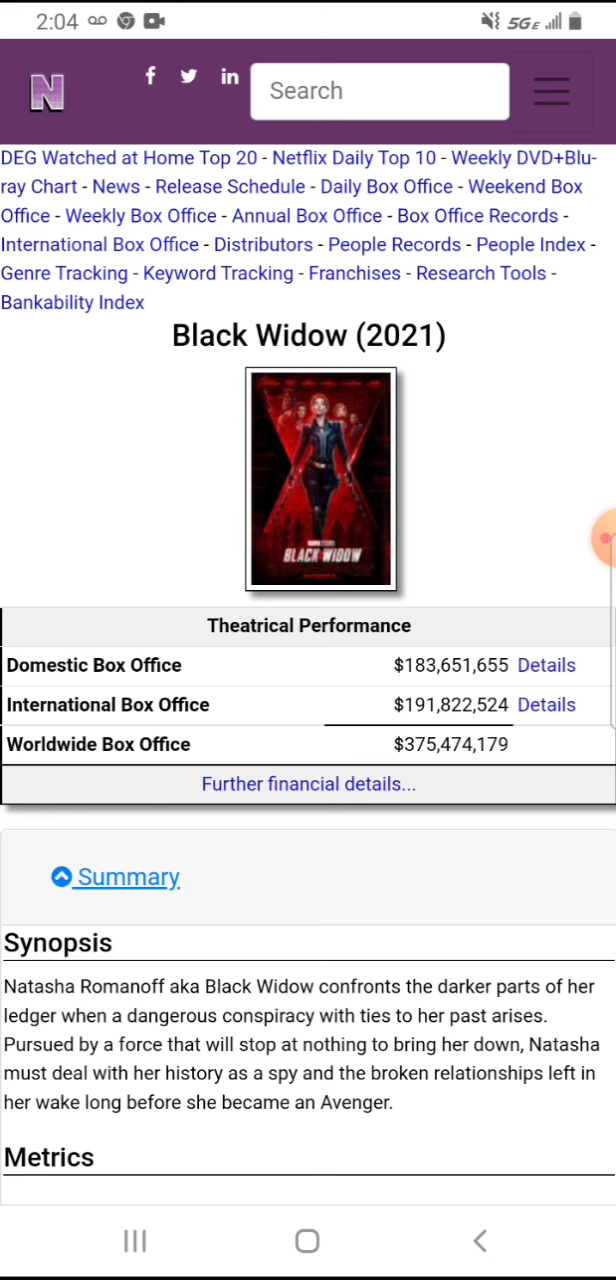 2:04
5GE
N
f
in
Search
DEG Watched at Home Top 20 - Netflix Daily Top 10 - Weekly DVD+Blu-
ray Chart - News - Release Schedule - Daily Box Office - Weekend Box
Office - Weekly Box Office - Annual Box Office - Box Office Records -
International Box Office - Distributors - People Records - People Index -
Genre Tracking - Keyword Tracking - Franchises - Research Tools -
Bankability Index
Black Widow (2021)
BLACK WIDOW
Theatrical Performance
Domestic Box Office $183,651,655 Details
International Box Office $191,822,524 Details
Worldwide Box Office $375,474,179
Further financial details...
Summary
Synopsis
Natasha Romanoff aka Black Widow confronts the darker parts of her
ledger when a dangerous conspiracy with ties to her past arises.
Pursued by a force that will stop at nothing to bring her down, Natasha
must deal with her history as a spy and the broken relationships left in
her wake long before she became an Avenger.
Metrics